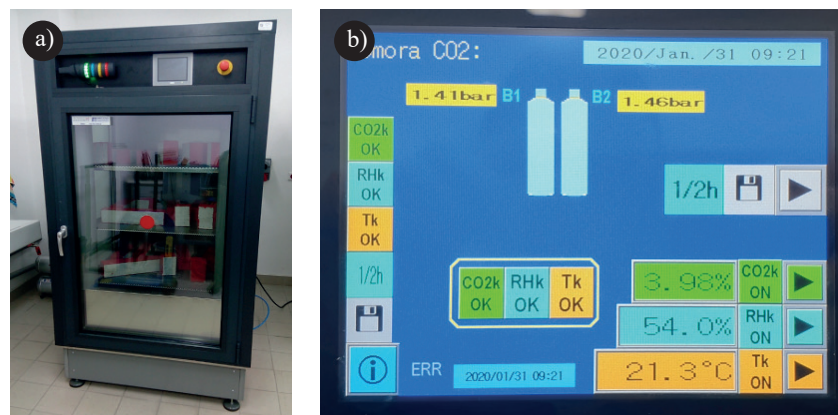 a)
b)
omora CO2:
2020/Jan./31 09:21
1.41bar B1
B2 1.46bar
CO2k
OK
RHk
OK
Tk
OK
1/2h
1/2h
CO2k
OK
RHk
OK
Tk
OK
3.98% CO2k
ON
54.0% RHk
ON
21.3°C Tk
ON
ERR
2020/01/31 09:21